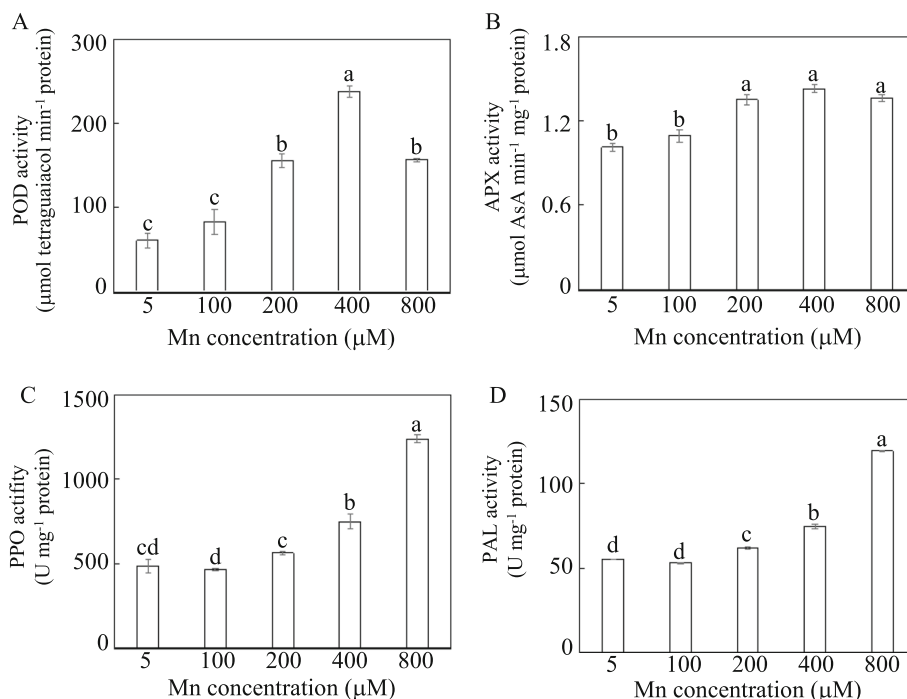 A
300
200
100
0
POD activity
(μmol tetraguaiacol min-1 protein)
c
c
b
a
b
5 100 200 400 800
Mn concentration (μM)
B
1.8
1.2
0.6
0
APX activity
(μmol AsA min-1 mg-1 protein)
b
b
a
a
a
5 100 200 400 800
Mn concentration (μM)
C
1500
1000
500
0
PPO actifity
(U mg-1 protein)
cd
d
c
b
a
5 100 200 400 800
Mn concentration (μM)
D
150
100
50
0
PAL activity
(U mg-1 protein)
d
d
c
b
a
5 100 200 400 800
Mn concentration (μM)